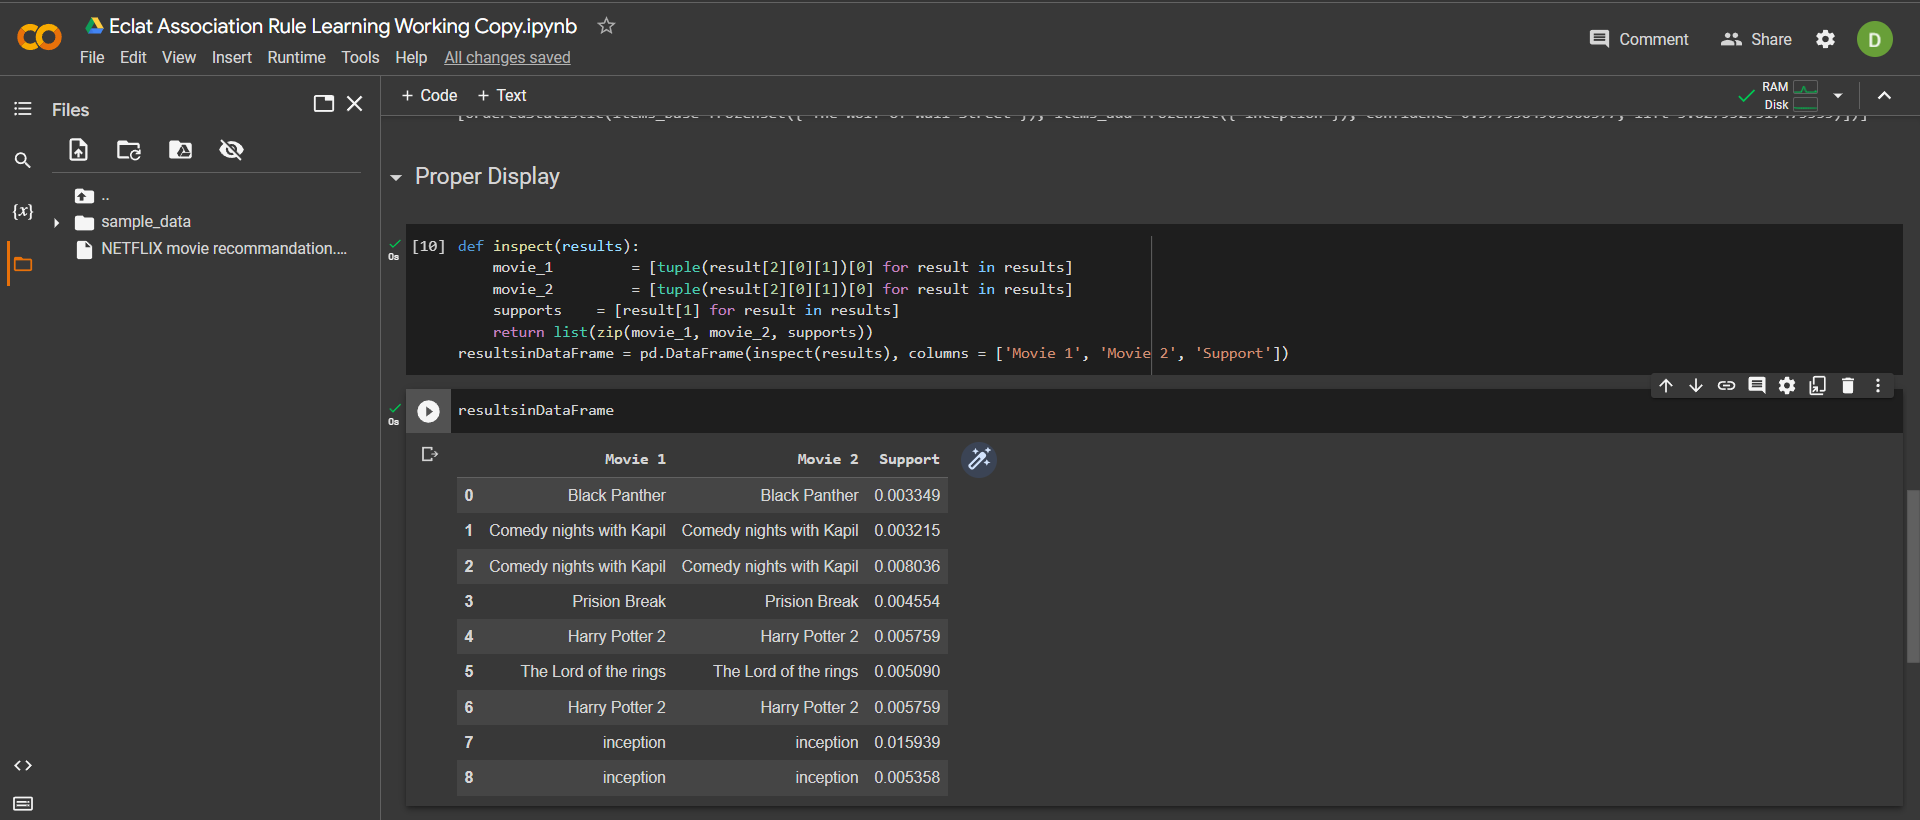 Eclat Association Rule Learning Working Copy.ipynb
File Edit View Insert Runtime Tools Help All changes saved
Comment Share D
Files
+ Code + Text
RAM
Disk
..
sample_data
NETFLIX movie recommandation....
{x}
Proper Display
0s
[10] def inspect(results):
movie_1 = [tuple(result[2][0][1])[0] for result in results]
movie_2 = [tuple(result[2][0][1])[0] for result in results]
supports = [result[1] for result in results]
return list(zip(movie_1, movie_2, supports))
resultsinDataFrame = pd.DataFrame(inspect(results), columns = ['Movie 1', 'Movie 2', 'Support'])
0s
resultsinDataFrame
Movie 1 Movie 2 Support
0 Black Panther Black Panther 0.003349
1 Comedy nights with Kapil Comedy nights with Kapil 0.003215
2 Comedy nights with Kapil Comedy nights with Kapil 0.008036
3 Prision Break Prision Break 0.004554
4 Harry Potter 2 Harry Potter 2 0.005759
5 The Lord of the rings The Lord of the rings 0.005090
6 Harry Potter 2 Harry Potter 2 0.005759
7 inception inception 0.015939
8 inception inception 0.005358